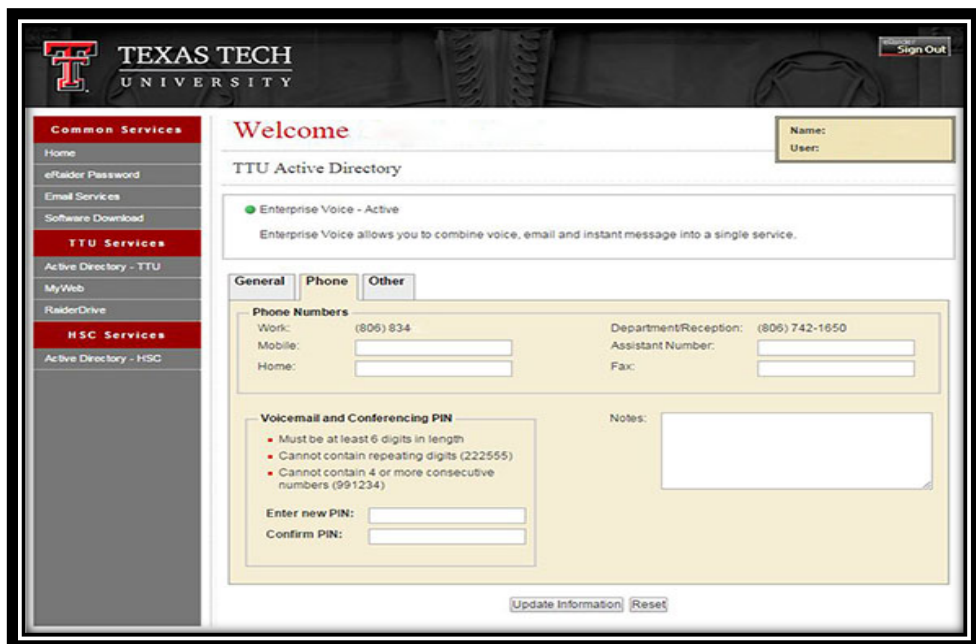 TEXAS TECH
UNIVERSITY
eRaider
Sign Out
Common Services
Home
eRaider Password
Email Services
Software Download
TTU Services
Active Directory - TTU
MyWeb
RaiderDrive
HSC Services
Active Directory - HSC
Welcome
Name:
User:
TTU Active Directory
Enterprise Voice - Active
Enterprise Voice allows you to combine voice, email and instant message into a single service.
General Phone Other
Phone Numbers
Work: (806) 834 Department/Reception: (806) 742-1650
Mobile: Assistant Number:
Home: Fax:
Voicemail and Conferencing PIN
Must be at least 6 digits in length
Cannot contain repeating digits (222555)
Cannot contain 4 or more consecutive
numbers (991234)
Enter new PIN:
Confirm PIN:
Notes:
Update Information Reset